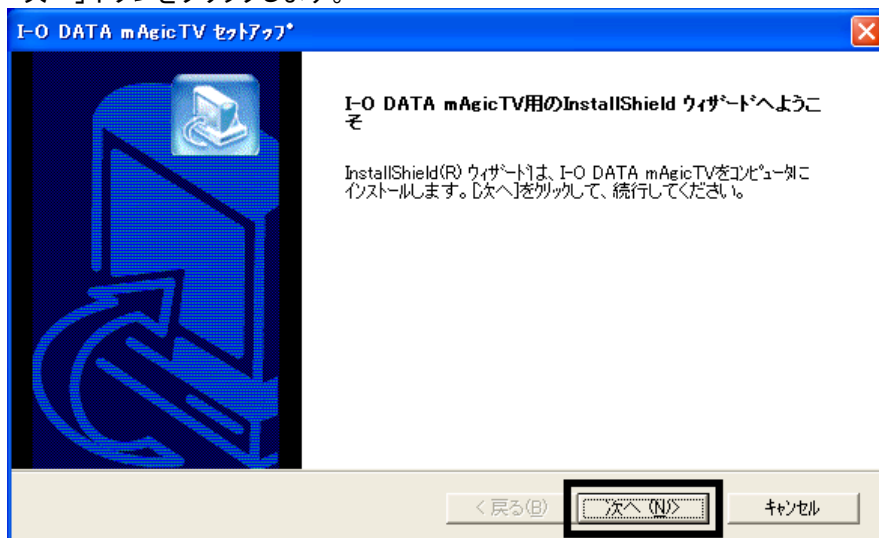 I-O DATA mAgicTV ｾｯﾄｱｯﾌﾟ
I-O DATA mAgicTV用のInstallShield ｳｨｻﾞｰﾄﾞへようこ
そ
InstallShield(R) ｳｨｻﾞｰﾄﾞは、I-O DATA mAgicTVをｺﾝﾋﾟｭｰﾀに
ｲﾝｽﾄｰﾙします。[次へ]をｸﾘｯｸして、続行してください。
< 戻る(B)
次へ (N)>
ｷｬﾝｾﾙ